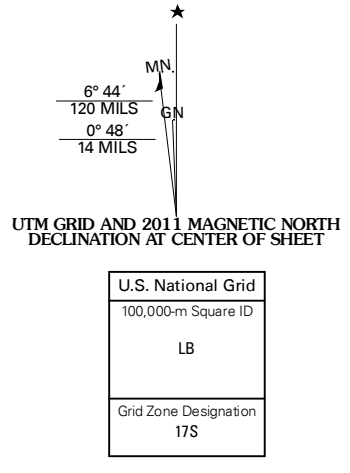 ★
MN
6° 44´
120 MILS
GN
0° 48´
14 MILS
UTM GRID AND 2011 MAGNETIC NORTH
DECLINATION AT CENTER OF SHEET
U.S. National Grid
100,000-m Square ID
LB
Grid Zone Designation
17S